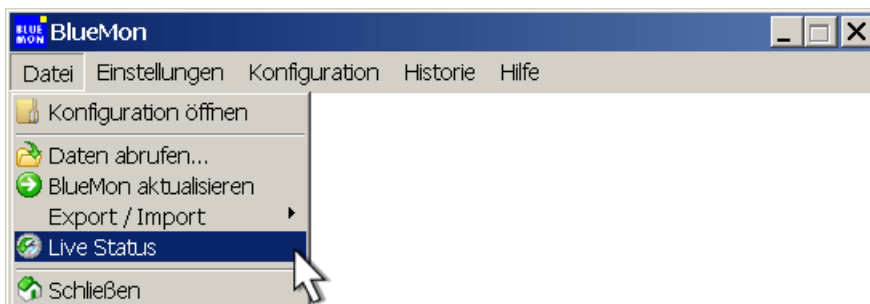 BLUE
MON BlueMon
Datei Einstellungen Konfiguration Historie Hilfe
Konfiguration öffnen
Daten abrufen...
BlueMon aktualisieren
Export / Import
Live Status
Schließen